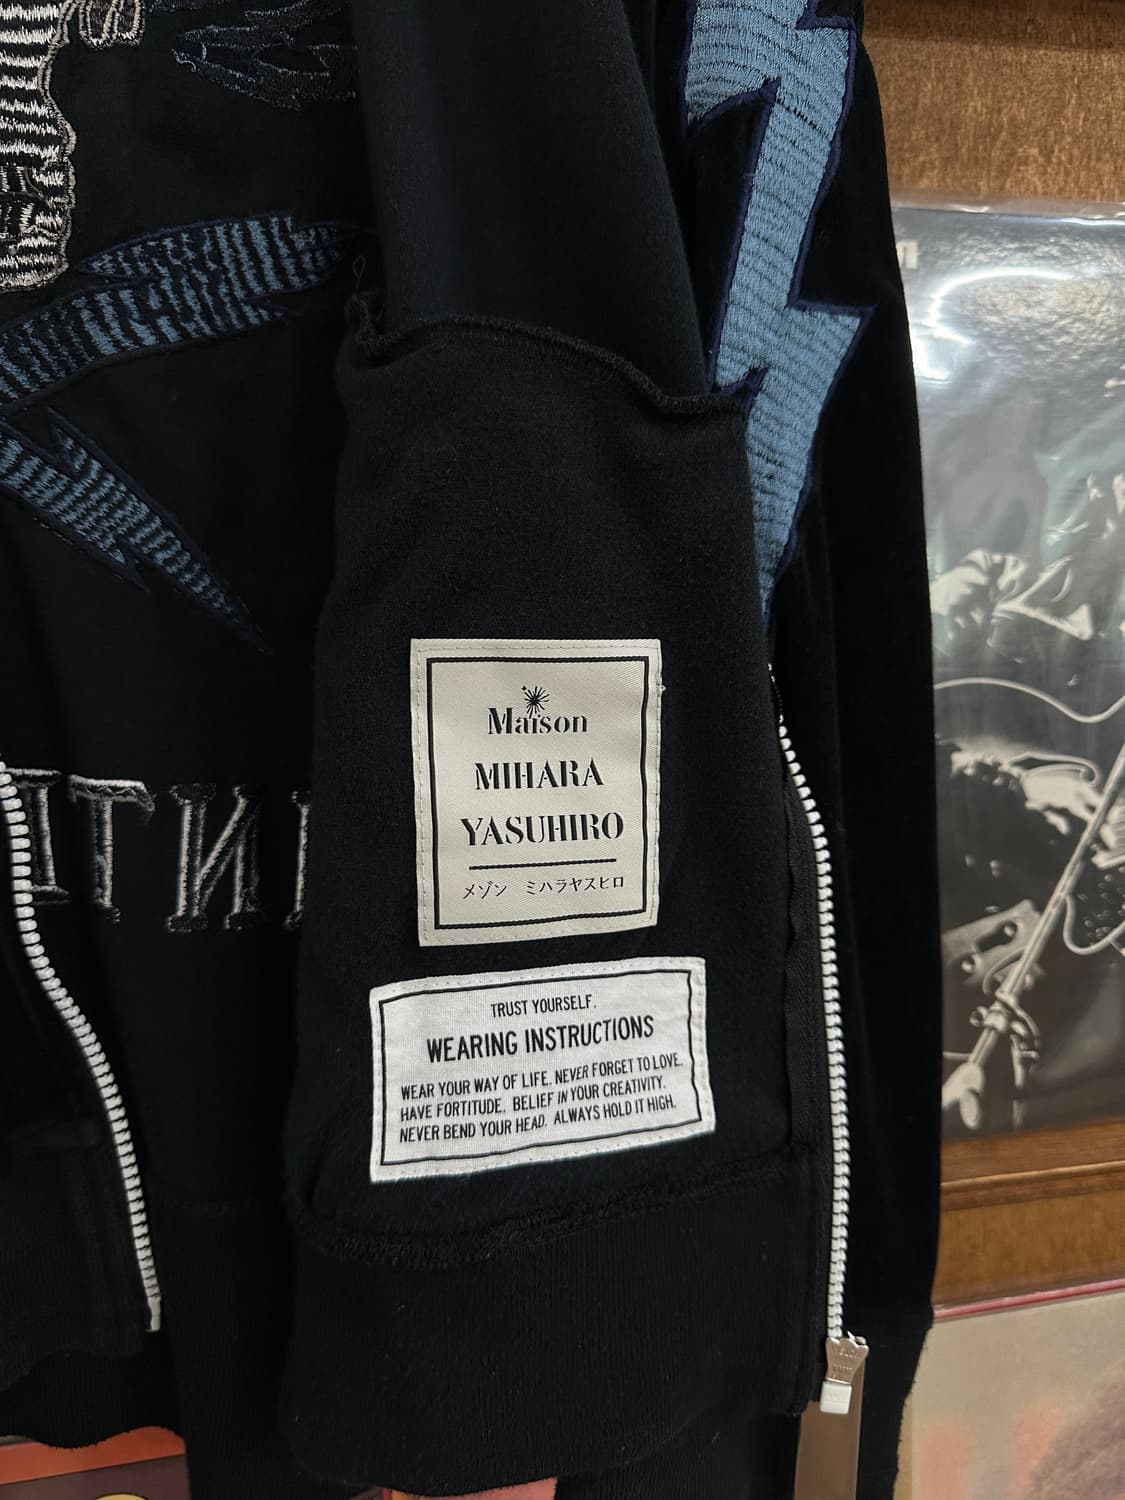 Maison
MIHARA
YASUHIRO
メゾン ミハラヤスヒロ
TRUST YOURSELF.
WEARING INSTRUCTIONS
WEAR YOUR WAY OF LIFE. NEVER FORGET TO LOVE.
HAVE FORTITUDE. BELIEF IN YOUR CREATIVITY.
NEVER BEND YOUR HEAD. ALWAYS HOLD IT HIGH.